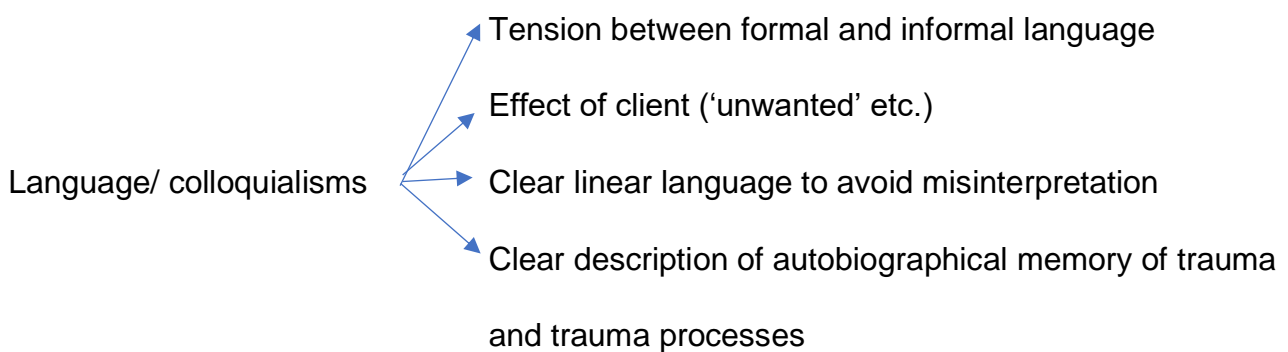 Tension between formal and informal language
Effect of client (‘unwanted’ etc.)
Language/ colloquialisms
Clear linear language to avoid misinterpretation
Clear description of autobiographical memory of trauma
and trauma processes